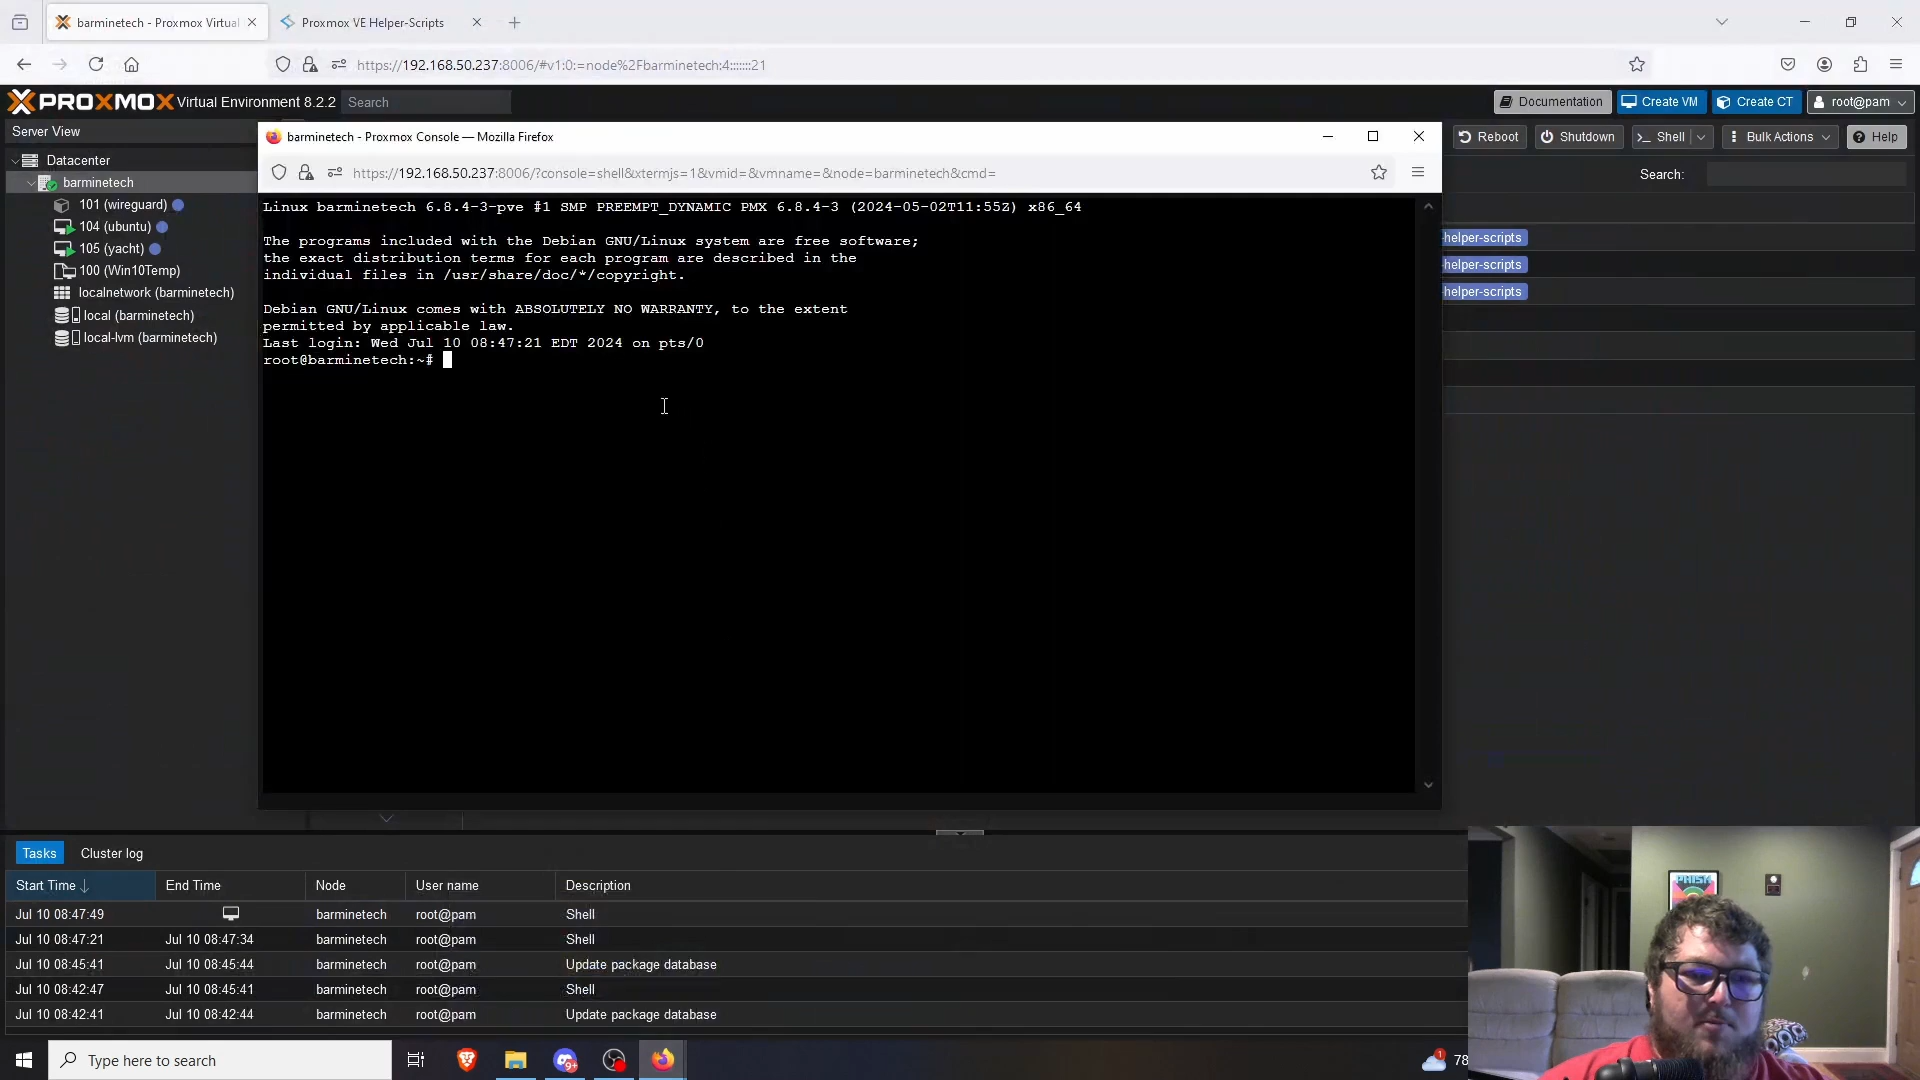 barminetech - Proxmox Virtual
Proxmox VE Helper-Scripts
https://192.168.50.237:8006/#v1:0:=node%2Fbarminetech:4:::::::21
PROXMOX Virtual Environment 8.2.2
Search
Documentation
Create VM
Create CT
root@pam
Server View
Reboot
Shutdown
Shell
Bulk Actions
Help
Search:
Datacenter
barminetech
101 (wireguard)
104 (ubuntu)
105 (yacht)
100 (Win10Temp)
localnetwork (barminetech)
local (barminetech)
local-lvm (barminetech)
barminetech - Proxmox Console — Mozilla Firefox
https://192.168.50.237:8006/?console=shell&xtermjs=1&vmid=&vmname=&node=barminetech&cmd=
Linux barminetech 6.8.4-3-pve #1 SMP PREEMPT_DYNAMIC PMX 6.8.4-3 (2024-05-02T11:55Z) x86_64
The programs included with the Debian GNU/Linux system are free software;
the exact distribution terms for each program are described in the
individual files in /usr/share/doc/*/copyright.
Debian GNU/Linux comes with ABSOLUTELY NO WARRANTY, to the extent
permitted by applicable law.
Last login: Wed Jul 10 08:47:21 EDT 2024 on pts/0
root@barminetech:~#
-helper-scripts
-helper-scripts
-helper-scripts
Tasks
Cluster log
Start Time
End Time
Node
User name
Description
Jul 10 08:47:49
barminetech
root@pam
Shell
Jul 10 08:47:21
Jul 10 08:47:34
barminetech
root@pam
Shell
Jul 10 08:45:41
Jul 10 08:45:44
barminetech
root@pam
Update package database
Jul 10 08:42:47
Jul 10 08:45:41
barminetech
root@pam
Shell
Jul 10 08:42:41
Jul 10 08:42:44
barminetech
root@pam
Update package database
PHISH
Type here to search
9+
1
78